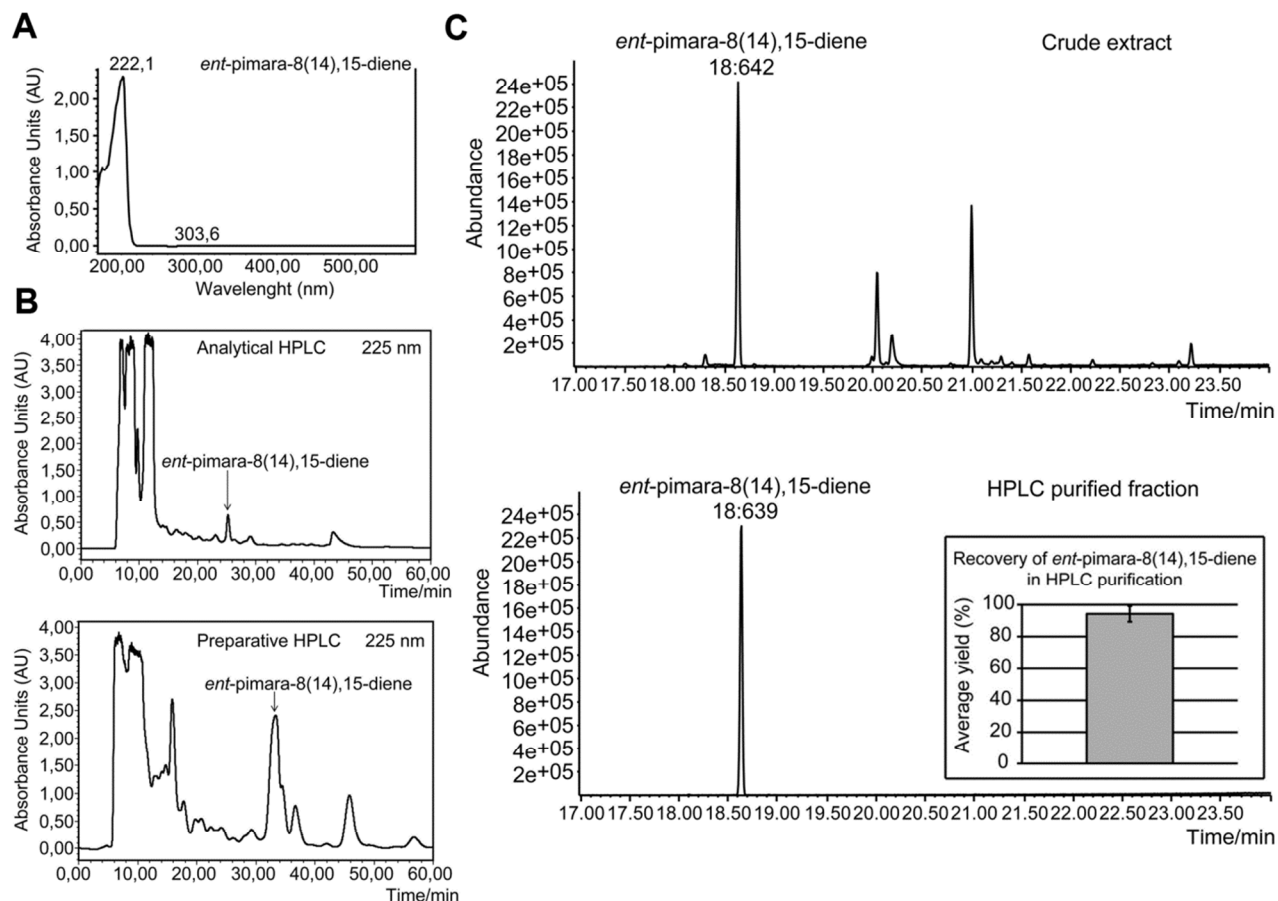 A
ent-pimara-8(14),15-diene
222,1
303,6
2,00
1,50
1,00
0,50
0,00
Absorbance Units (AU)
200,00 300,00 400,00 500,00
Wavelenght (nm)
B
Analytical HPLC 225 nm
ent-pimara-8(14),15-diene
4,00
3,50
3,00
2,50
2,00
1,50
1,00
0,50
0,00
Absorbance Units (AU)
0,00 10,00 20,00 30,00 40,00 50,00 60,00
Time/min
Preparative HPLC 225 nm
ent-pimara-8(14),15-diene
4,00
3,50
3,00
2,50
2,00
1,50
1,00
0,50
0,00
Absorbance Units (AU)
0,00 10,00 20,00 30,00 40,00 50,00 60,00
Time/min
C
ent-pimara-8(14),15-diene
18:642
Crude extract
24e+05
22e+05
20e+05
18e+05
16e+05
14e+05
12e+05
10e+05
8e+05
6e+05
4e+05
2e+05
Abundance
17.00 17.50 18.00 18.50 19.00 19.50 20.00 20.50 21.00 21.50 22.00 22.50 23.00 23.50
Time/min
ent-pimara-8(14),15-diene
18:639
HPLC purified fraction
24e+05
22e+05
20e+05
18e+05
16e+05
14e+05
12e+05
10e+05
8e+05
6e+05
4e+05
2e+05
Abundance
17.00 17.50 18.00 18.50 19.00 19.50 20.00 20.50 21.00 21.50 22.00 22.50 23.00 23.50
Time/min
Recovery of ent-pimara-8(14),15-diene
in HPLC purification
100
80
60
40
20
0
Average yield (%)